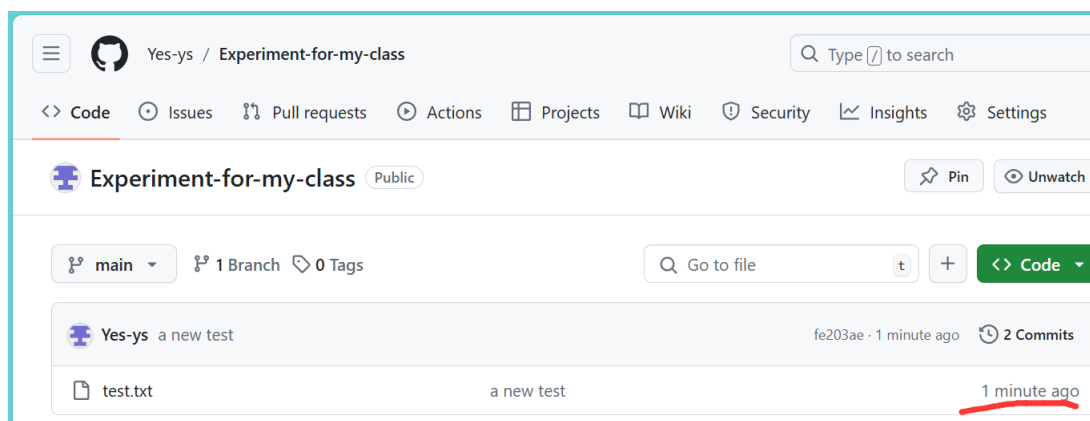 Yes-ys / Experiment-for-my-class Type / to search
Code Issues Pull requests Actions Projects Wiki Security Insights Settings
Experiment-for-my-class Public Pin Unwatch
main 1 Branch 0 Tags Go to file t + Code
Yes-ys a new test fe203ae · 1 minute ago 2 Commits
test.txt a new test 1 minute ago